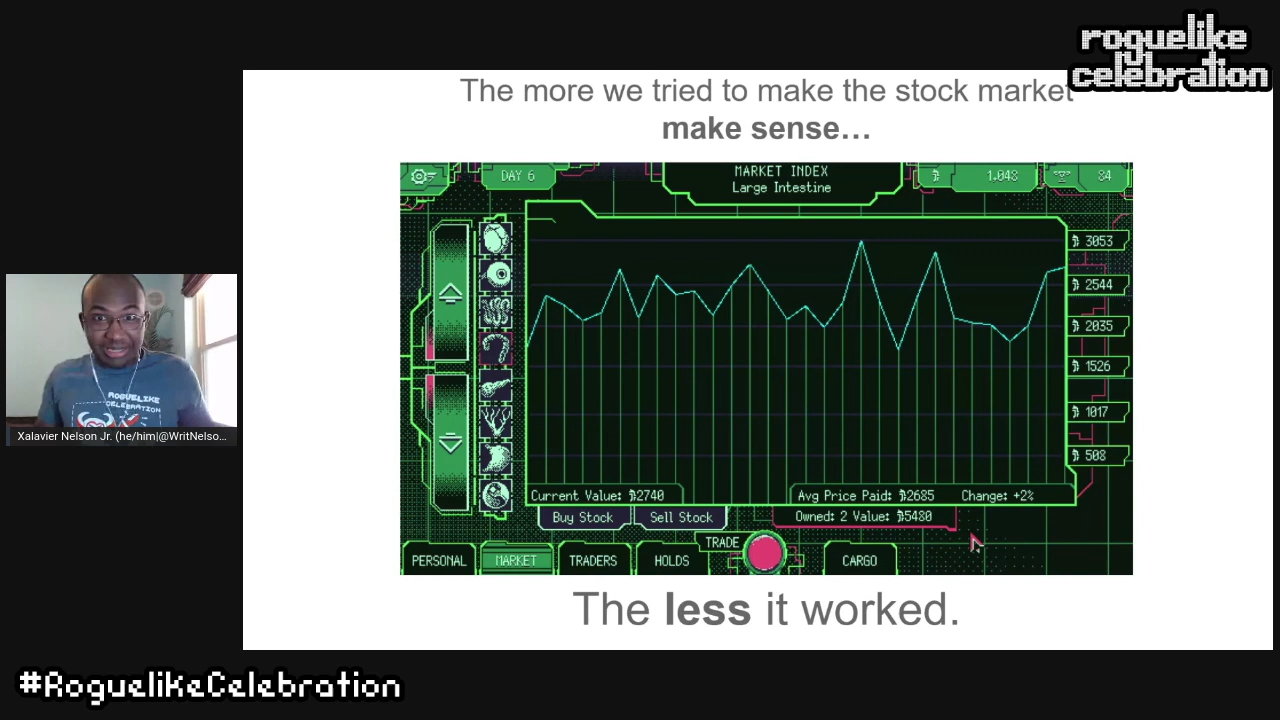 roguelike
celebration
The more we tried to make the stock market
make sense…
DAY 6
MARKET INDEX
Large Intestine
1,048
84
3053
2544
2035
1526
1017
508
Current Value: 2740
Avg Price Paid: 2685 Change: +2%
Buy Stock
Sell Stock
Owned: 2 Value: 5480
TRADE
PERSONAL
MARKET
TRADERS
HOLDS
CARGO
ROGUELIKE
CELEBRATION
Xalavier Nelson Jr. (he/him|@WritNelso...
The less it worked.
#RoguelikeCelebration